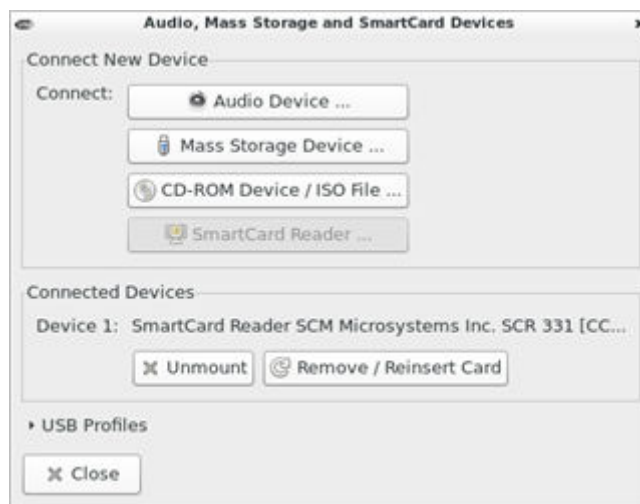 Audio, Mass Storage and SmartCard Devices
Connect New Device
Connect: Audio Device ...
Mass Storage Device ...
CD-ROM Device / ISO File ...
SmartCard Reader ...
Connected Devices
Device 1: SmartCard Reader SCM Microsystems Inc. SCR 331 [CC...
Unmount Remove / Reinsert Card
USB Profiles
Close